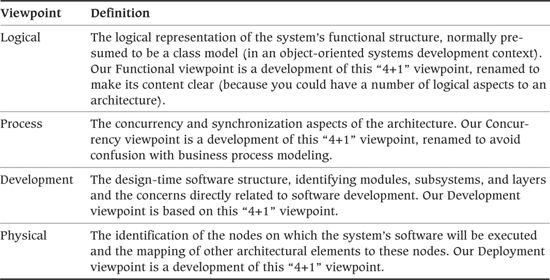 Viewpoint Definition
Logical The logical representation of the system’s functional structure, normally pre-
sumed to be a class model (in an object-oriented systems development context).
Our Functional viewpoint is a development of this “4+1” viewpoint, renamed to
make its content clear (because you could have a number of logical aspects to an
architecture).
Process The concurrency and synchronization aspects of the architecture. Our Concur-
rency viewpoint is a development of this “4+1” viewpoint, renamed to avoid
confusion with business process modeling.
Development The design-time software structure, identifying modules, subsystems, and layers
and the concerns directly related to software development. Our Development
viewpoint is based on this “4+1” viewpoint.
Physical The identification of the nodes on which the system’s software will be executed
and the mapping of other architectural elements to these nodes. Our Deployment
viewpoint is a development of this “4+1” viewpoint.